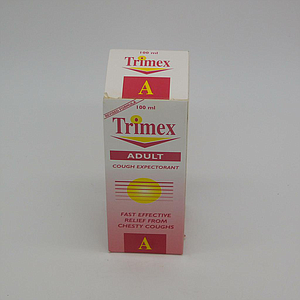 100 ml
Trimex
A
100 ml
Trimex
ADULT
COUGH EXPECTORANT
FAST EFFECTIVE
RELIEF FROM
CHESTY COUGHS
A